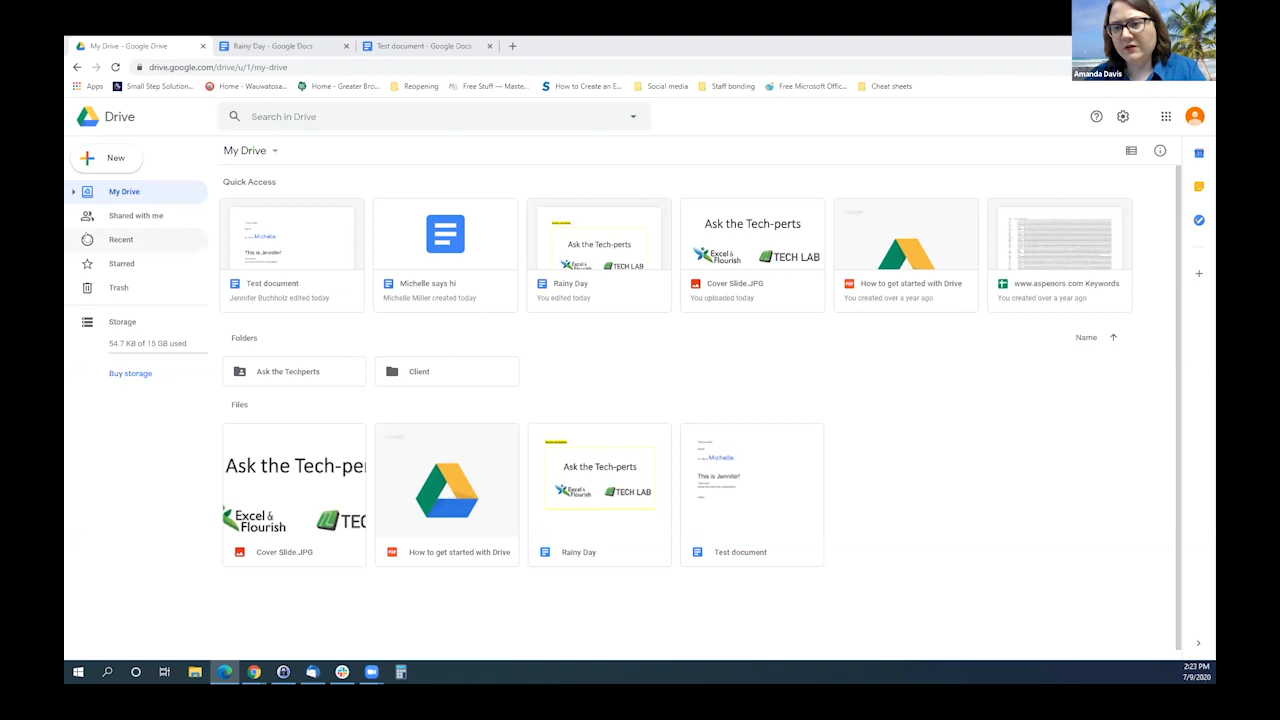 My Drive - Google Drive
Rainy Day - Google Docs
Test document - Google Docs
drive.google.com/drive/u/1/my-drive
Apps
Small Step Solution...
Home - Wauwatosa...
Home - Greater Bro...
Reopening
Free Stuff — Maste...
How to Create an E...
Social media
Staff bonding
Free Microsoft Offic...
Cheat sheets
Amanda Davis
Drive
Search in Drive
New
My Drive
My Drive
Shared with me
Recent
Starred
Trash
Storage
54.7 KB of 15 GB used
Buy storage
Quick Access
Michelle
This is Jennifer!
Test document
Jennifer Buchholz edited today
Michelle says hi
Michelle Miller created today
Ask the Tech-perts
Excel & Flourish
TECH LAB
Rainy Day
You edited today
Ask the Tech-perts
Excel & Flourish
TECH LAB
Cover Slide.JPG
You uploaded today
Google
PDF
How to get started with Drive
You created over a year ago
www.aspenors.com Keywords
You created over a year ago
Folders
Name
Ask the Techperts
Client
Files
Ask the Tech-per
Excel & Flourish
TEC
Cover Slide.JPG
Google
PDF
How to get started with Drive
Ask the Tech-perts
Excel & Flourish
TECH LAB
Rainy Day
Michelle
This is Jennifer!
Test document
2:23 PM
7/9/2020